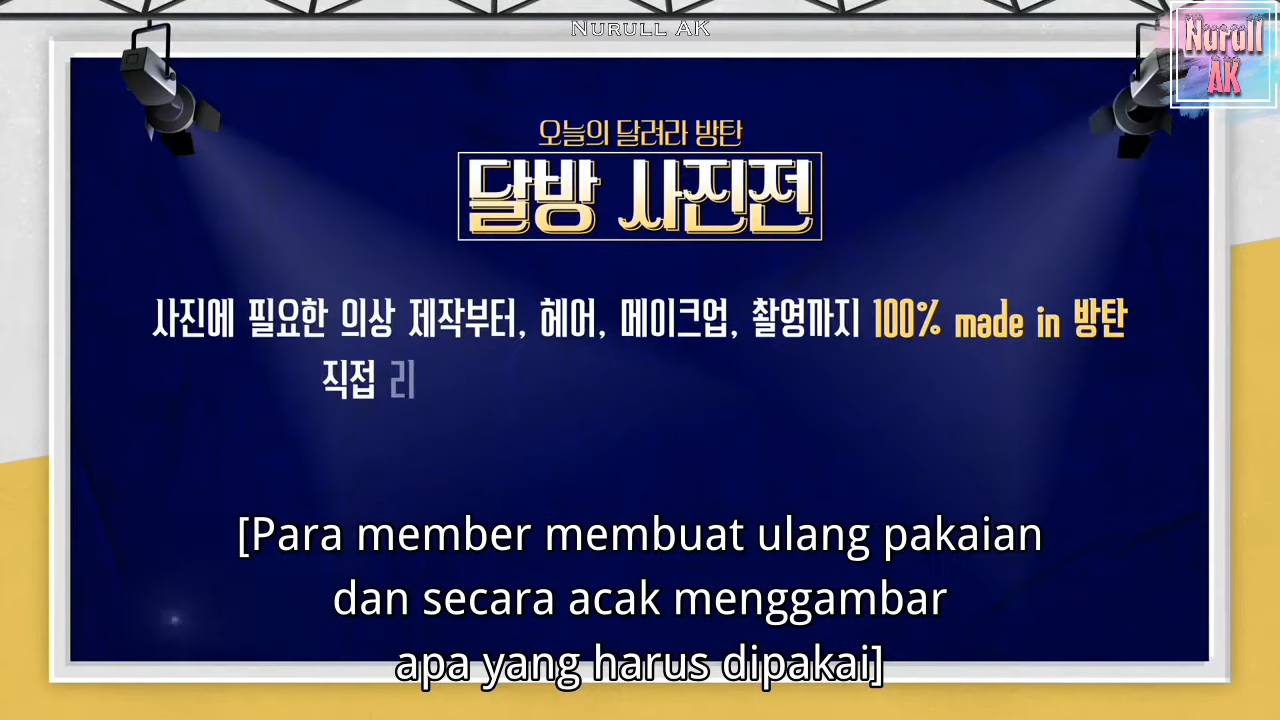 NURULL AK
Nurull
AK
오늘의 달려라 방탄
달방 사진전
사진에 필요한 의상 제작부터, 헤어, 메이크업, 촬영까지 100% made in 방탄
직접 리
[Para member membuat ulang pakaian
dan secara acak menggambar
apa yang harus dipakai]